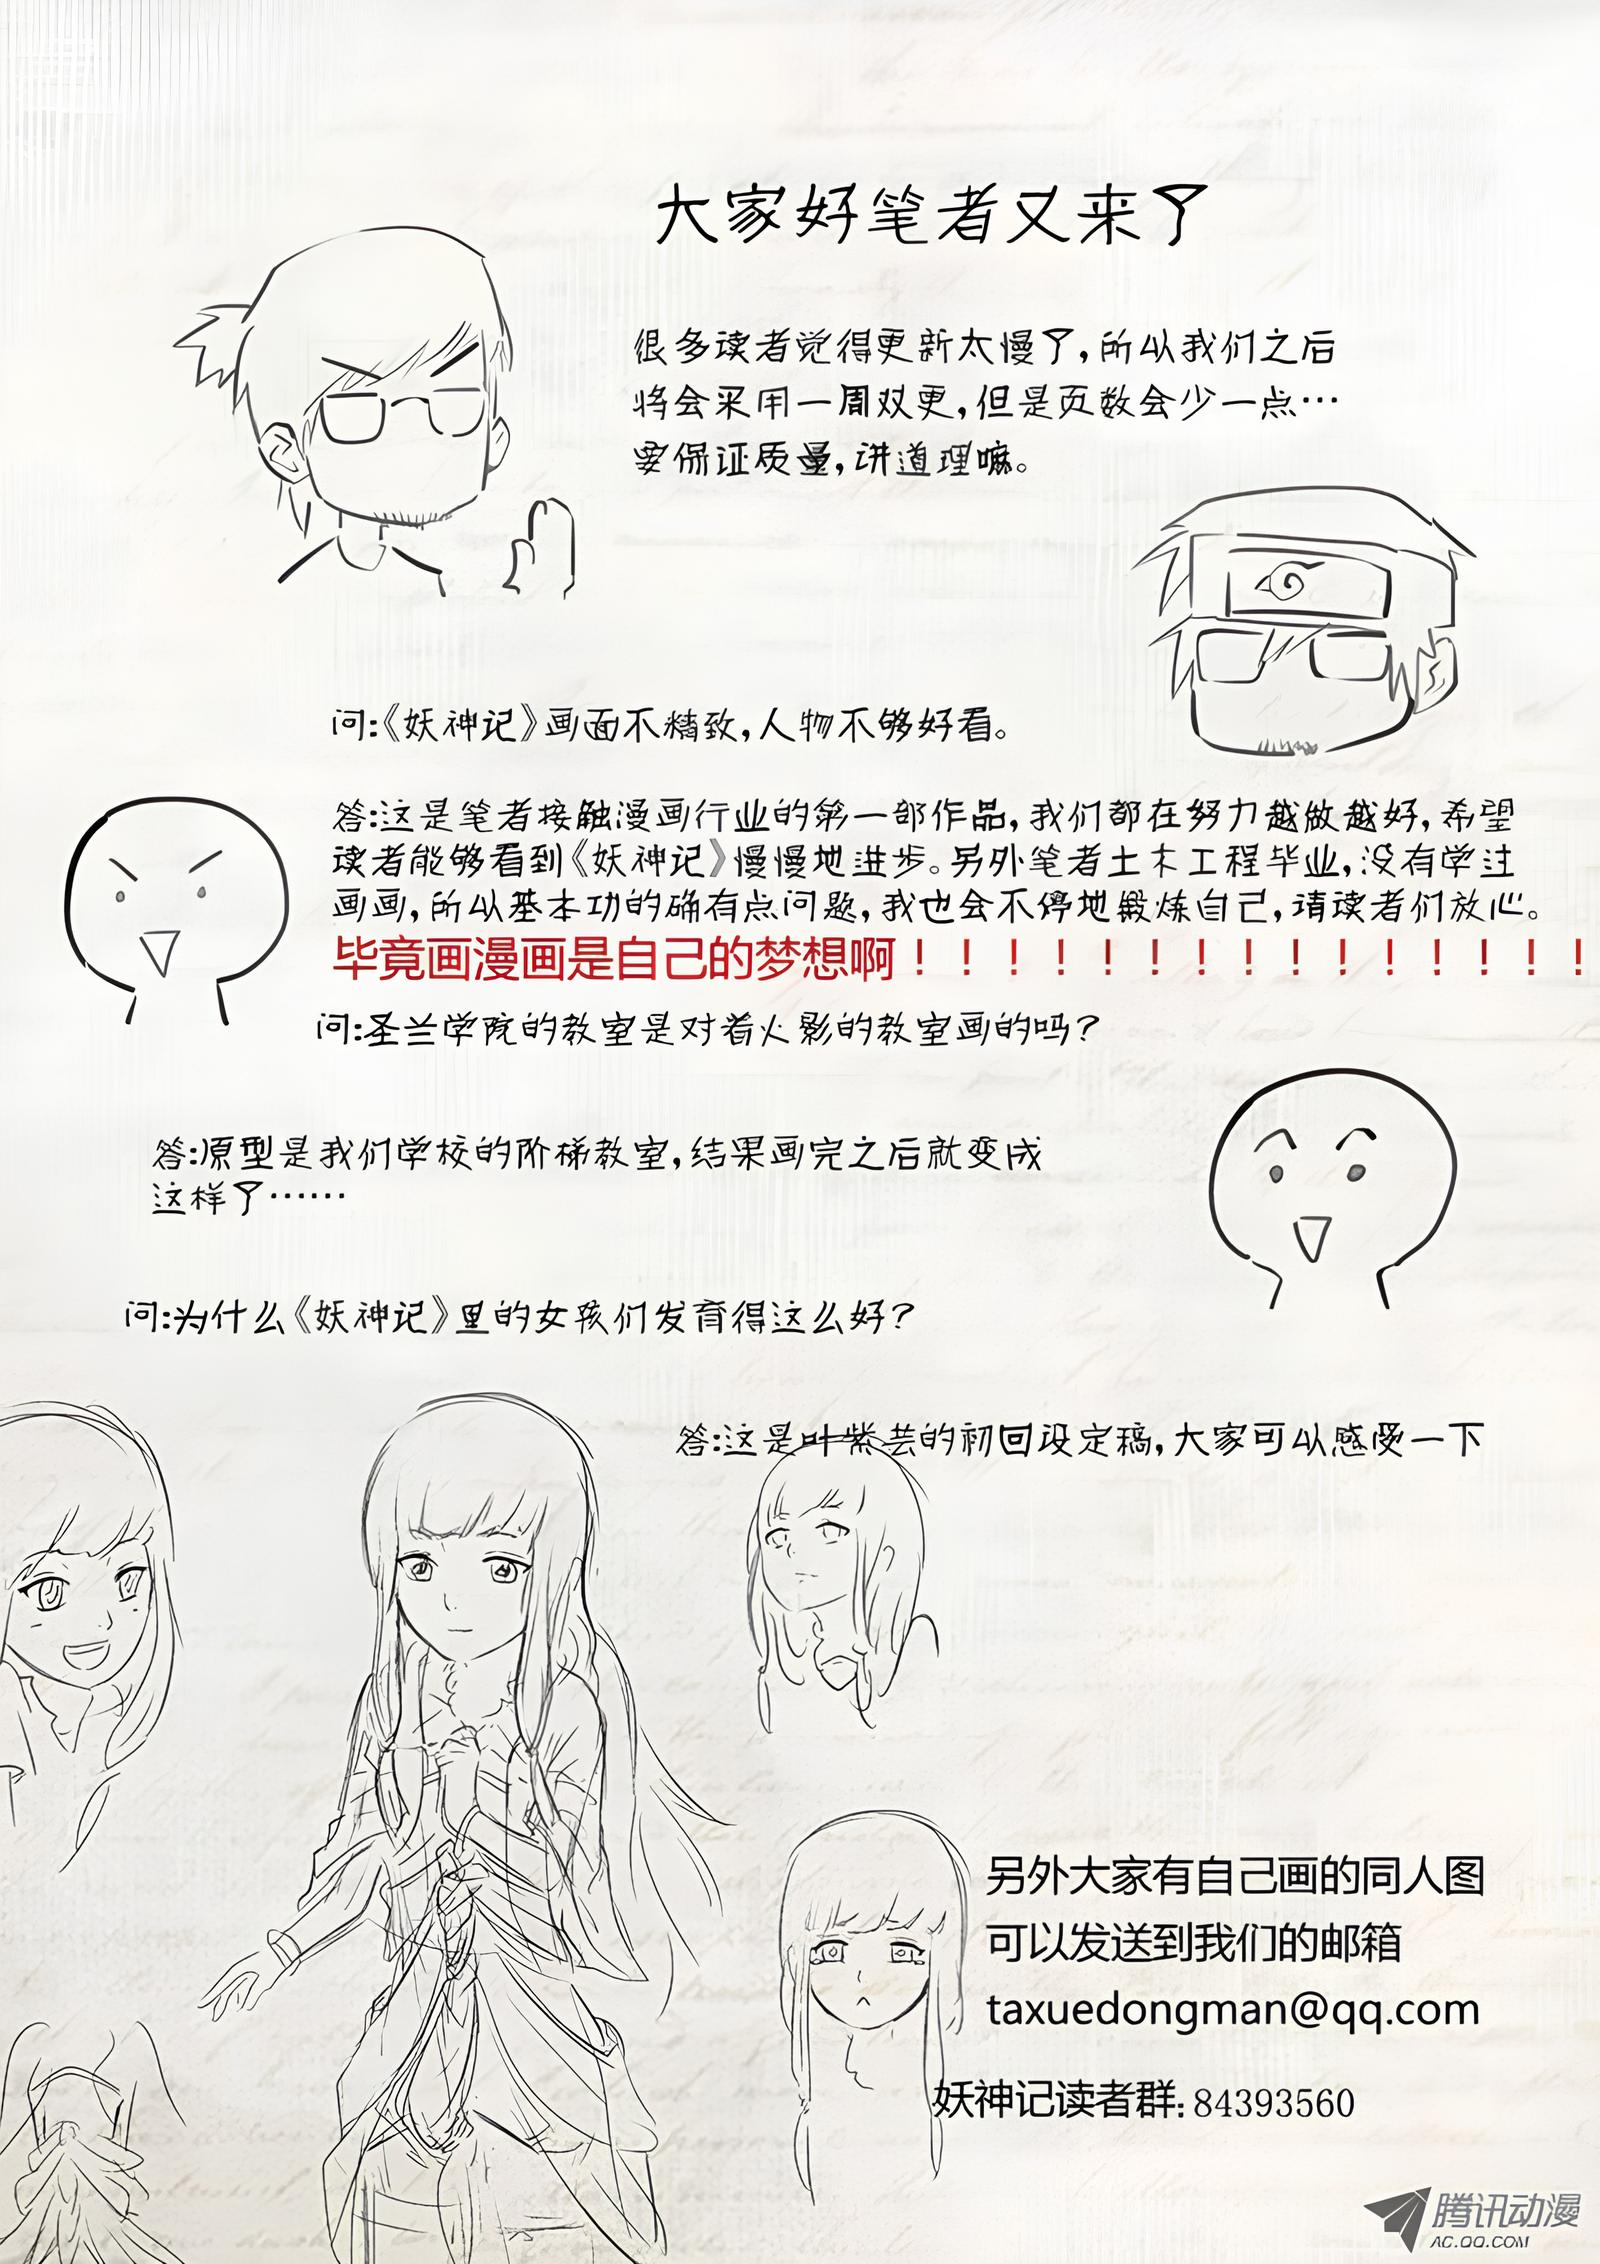 大家好笔者又来了
很多读者觉得更新太慢了,所以我们之后
将会采用一周双更,但是页数会少一点…
要保证质量,讲道理嘛。
问:《妖神记》画面不精致,人物不够好看。
答:这是笔者接触漫画行业的第一部作品,我们都在努力越做越好,希望
读者能够看到《妖神记》慢慢地进步。另外笔者土木工程毕业,没有学过
画画,所以基本功的确有点问题,我也会不停地锻炼自己,请读者们放心。
毕竟画漫画是自己的梦想啊！！！！！！！！！！！！！！！
问:圣兰学院的教室是对着火影的教室画的吗?
答:原型是我们学校的阶梯教室,结果画完之后就变成
这样了……
问:为什么《妖神记》里的女孩们发育得这么好?
答:这是叶紫芸的初回设定稿,大家可以感受一下
另外大家有自己画的同人图
可以发送到我们的邮箱
taxuedongman@qq.com
妖神记读者群: 84393560
腾讯动漫
AC.QQ.COM